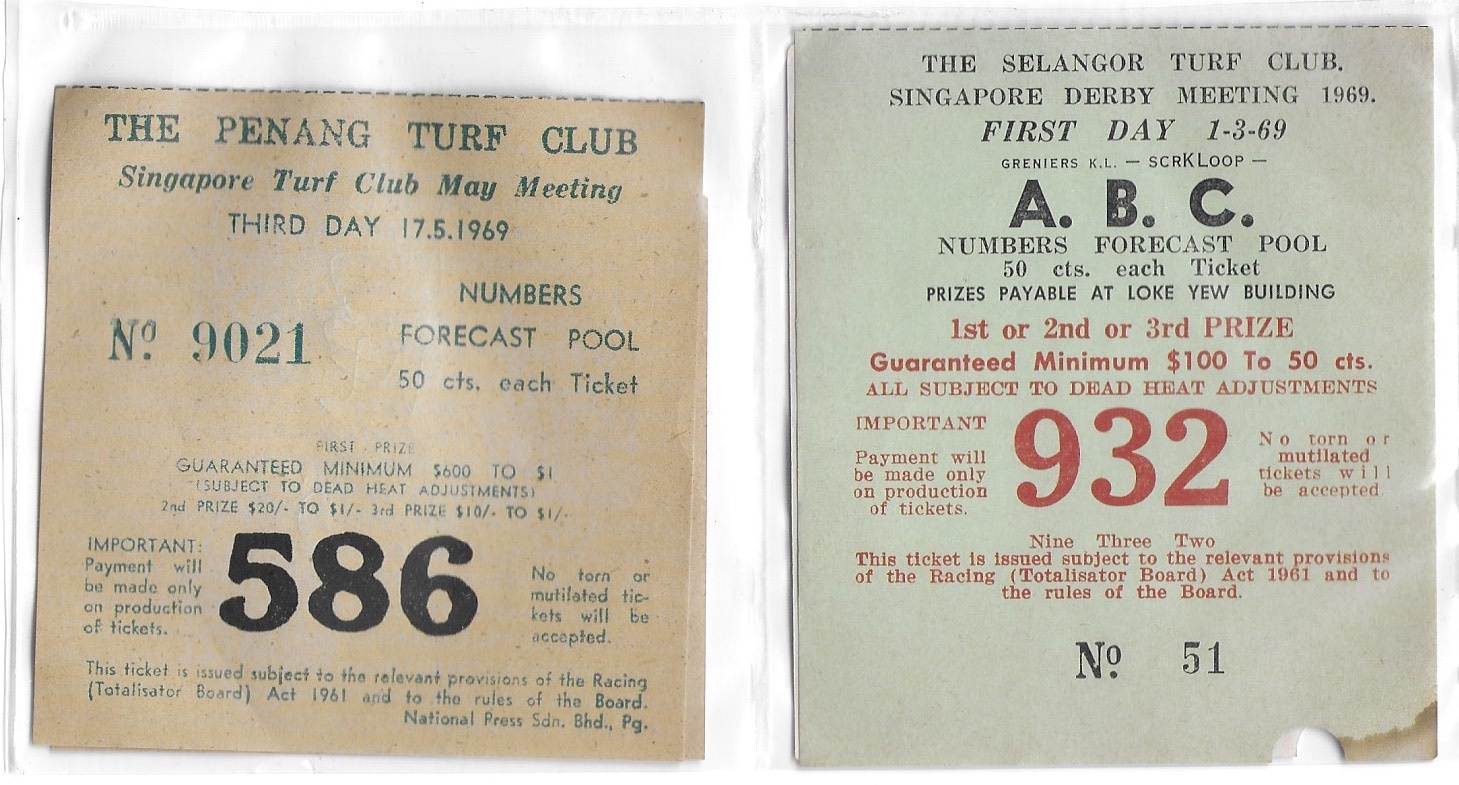 THE PENANG TURF CLUB
Singapore Turf Club May Meeting
THIRD DAY 17.5.1969
NUMBERS
Nº 9021
FORECAST POOL
50 cts. each Ticket
FIRST PRIZE
GUARANTEED MINIMUM $600 TO $1
(SUBJECT TO DEAD HEAT ADJUSTMENTS)
2nd PRIZE $20/- TO $1/- 3rd PRIZE $10/- TO $1/-
IMPORTANT:
Payment will
be made only
on production
of tickets.
586
No torn or
mutilated tic-
kets will be
accepted.
This ticket is issued subject to the relevant provisions of the Racing
(Totalisator Board) Act 1961 and to the rules of the Board.
National Press Sdn. Bhd., Pg.
THE SELANGOR TURF CLUB.
SINGAPORE DERBY MEETING 1969.
FIRST DAY 1-3-69
GRENIERS K.L. — SCRKLOOP —
A. B. C.
NUMBERS FORECAST POOL
50 cts. each Ticket
PRIZES PAYABLE AT LOKE YEW BUILDING
1st or 2nd or 3rd PRIZE
Guaranteed Minimum $100 To 50 cts.
ALL SUBJECT TO DEAD HEAT ADJUSTMENTS
IMPORTANT
Payment will
be made only
on production
of tickets.
932
No torn or
mutilated
tickets will
be accepted.
Nine Three Two
This ticket is issued subject to the relevant provisions
of the Racing (Totalisator Board) Act 1961 and to
the rules of the Board.
Nº 51